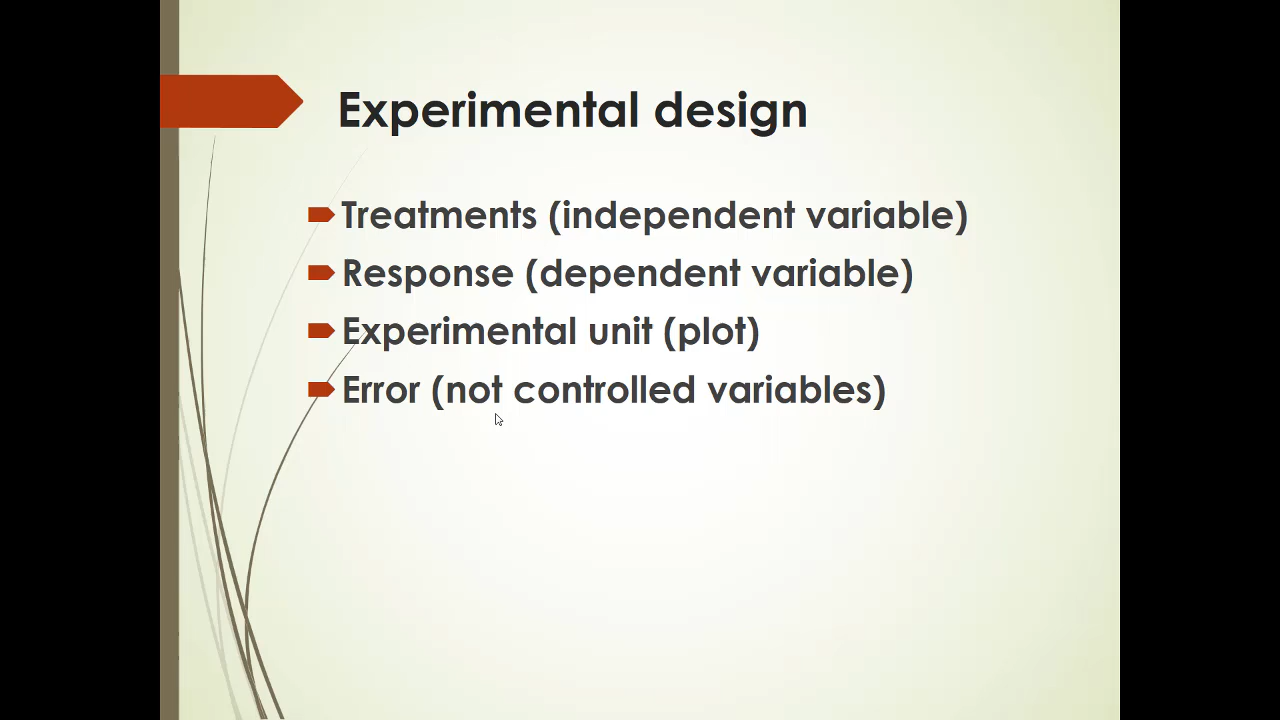 Experimental design
Treatments (independent variable)
Response (dependent variable)
Experimental unit (plot)
Error (not controlled variables)